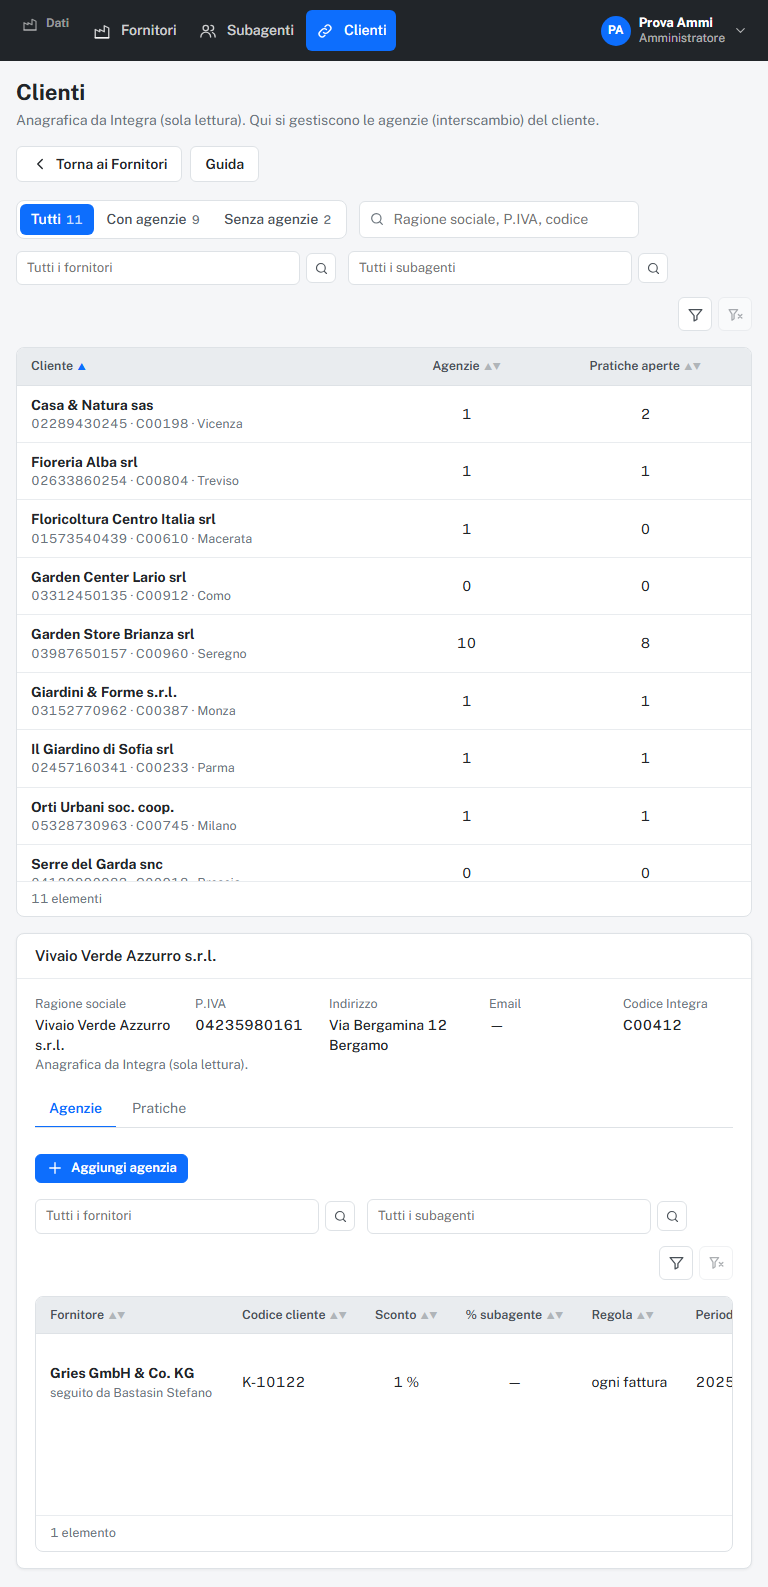 Dati
Fornitori
Subagenti
Clienti
PA
Prova Ammi
Amministratore
Clienti
Anagrafica da Integra (sola lettura). Qui si gestiscono le agenzie (interscambio) del cliente.
Torna ai Fornitori
Guida
Tutti 11
Con agenzie 9
Senza agenzie 2
Ragione sociale, P.IVA, codice
Tutti i fornitori
Tutti i subagenti
Cliente
Agenzie
Pratiche aperte
Casa & Natura sas
02289430245 · C00198 · Vicenza
1
2
Fioreria Alba srl
02633860254 · C00804 · Treviso
1
1
Floricoltura Centro Italia srl
01573540439 · C00610 · Macerata
1
0
Garden Center Lario srl
03312450135 · C00912 · Como
0
0
Garden Store Brianza srl
03987650157 · C00960 · Seregno
10
8
Giardini & Forme s.r.l.
03152770962 · C00387 · Monza
1
1
Il Giardino di Sofia srl
02457160341 · C00233 · Parma
1
1
Orti Urbani soc. coop.
05328730963 · C00745 · Milano
1
1
Serre del Garda snc
0
0
11 elementi
Vivaio Verde Azzurro s.r.l.
Ragione sociale
Vivaio Verde Azzurro
s.r.l.
P.IVA
04235980161
Indirizzo
Via Bergamina 12
Bergamo
Email
—
Codice Integra
C00412
Anagrafica da Integra (sola lettura).
Agenzie
Pratiche
Aggiungi agenzia
Tutti i fornitori
Tutti i subagenti
Fornitore
Codice cliente
Sconto
% subagente
Regola
Period
Gries GmbH & Co. KG
seguito da Bastasin Stefano
K-10122
1 %
—
ogni fattura
2025
1 elemento